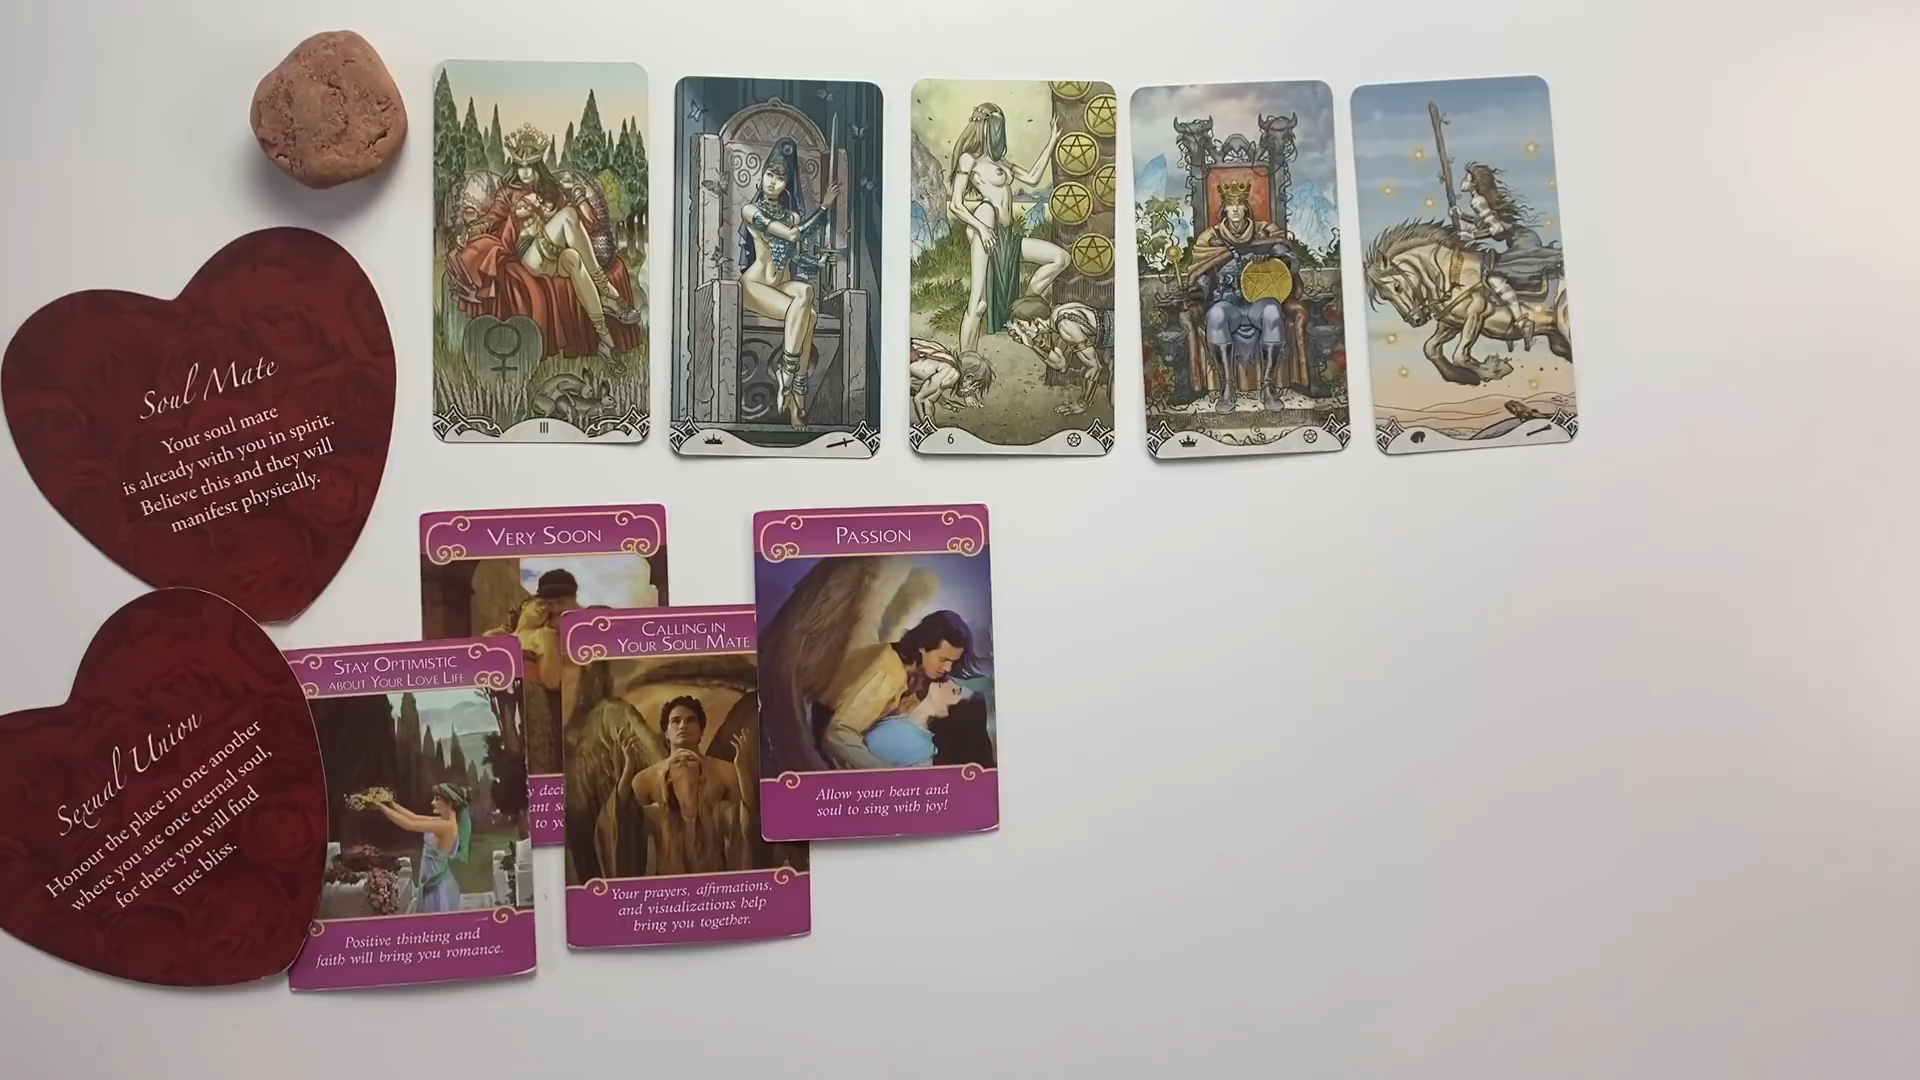 III
6
Soul Mate
Your soul mate
is already with you in spirit.
Believe this and they will
manifest physically.
Sexual Union
Honour the place in one another
where you are one eternal soul,
for there you will find
true bliss.
VERY SOON
STAY OPTIMISTIC
ABOUT YOUR LOVE LIFE
Positive thinking and
faith will bring you romance.
CALLING IN
YOUR SOUL MATE
Your prayers, affirmations,
and visualizations help
bring you together.
PASSION
Allow your heart and
soul to sing with joy!